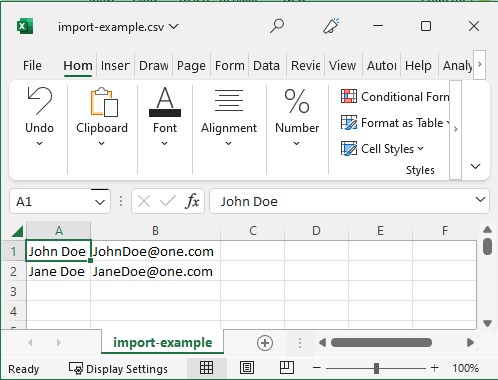 import-example.csv
File Hom Inser Draw Page Form Data Revie View Autor Help Analy
Undo
Clipboard
Font
Alignment
Number
Conditional Form
Format as Table
Cell Styles
Styles
A1 fx John Doe
A B C D E F
1 John Doe JohnDoe@one.com
2 Jane Doe JaneDoe@one.com
3
4
import-example
Ready Display Settings 100%